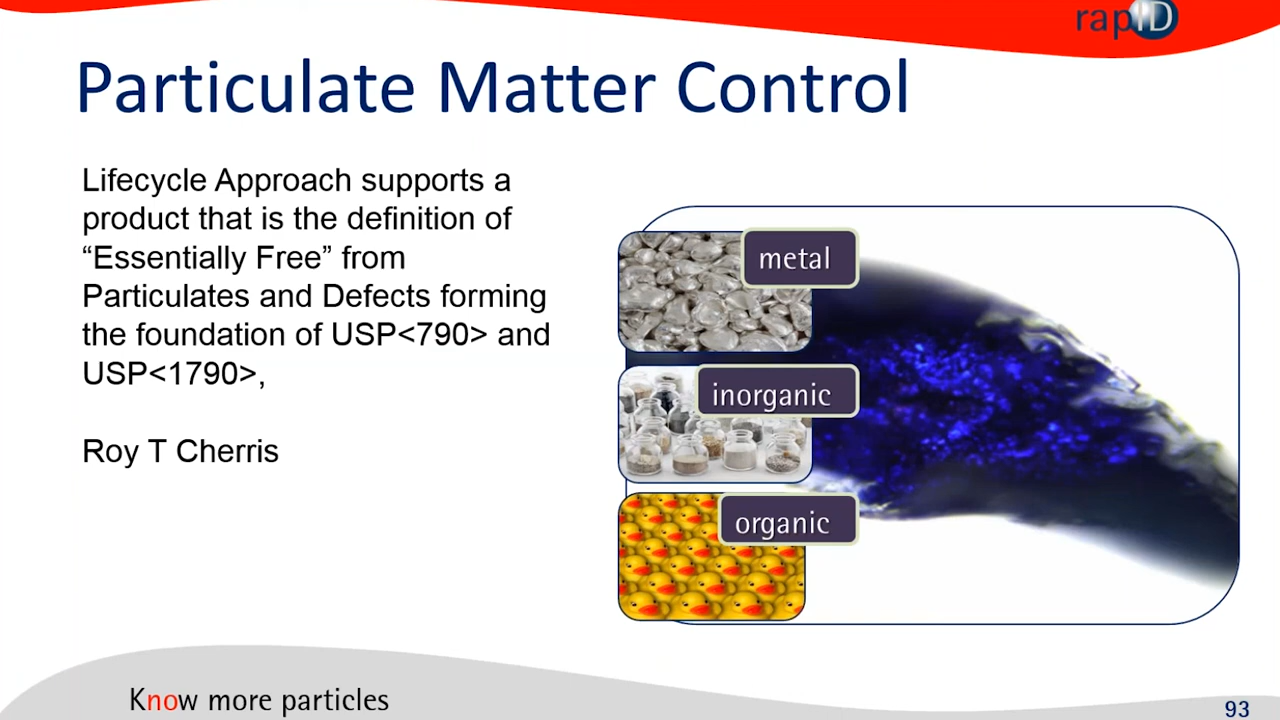 rapID
Particulate Matter Control
Lifecycle Approach supports a
product that is the definition of
“Essentially Free” from
Particulates and Defects forming
the foundation of USP<790> and
USP<1790>,
Roy T Cherris
metal
inorganic
organic
Know more particles
93